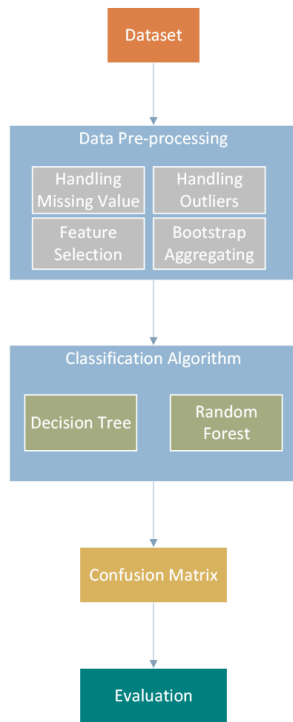 Dataset
Data Pre-processing
Handling
Missing Value
Handling
Outliers
Feature
Selection
Bootstrap
Aggregating
Classification Algorithm
Decision Tree
Random
Forest
Confusion Matrix
Evaluation